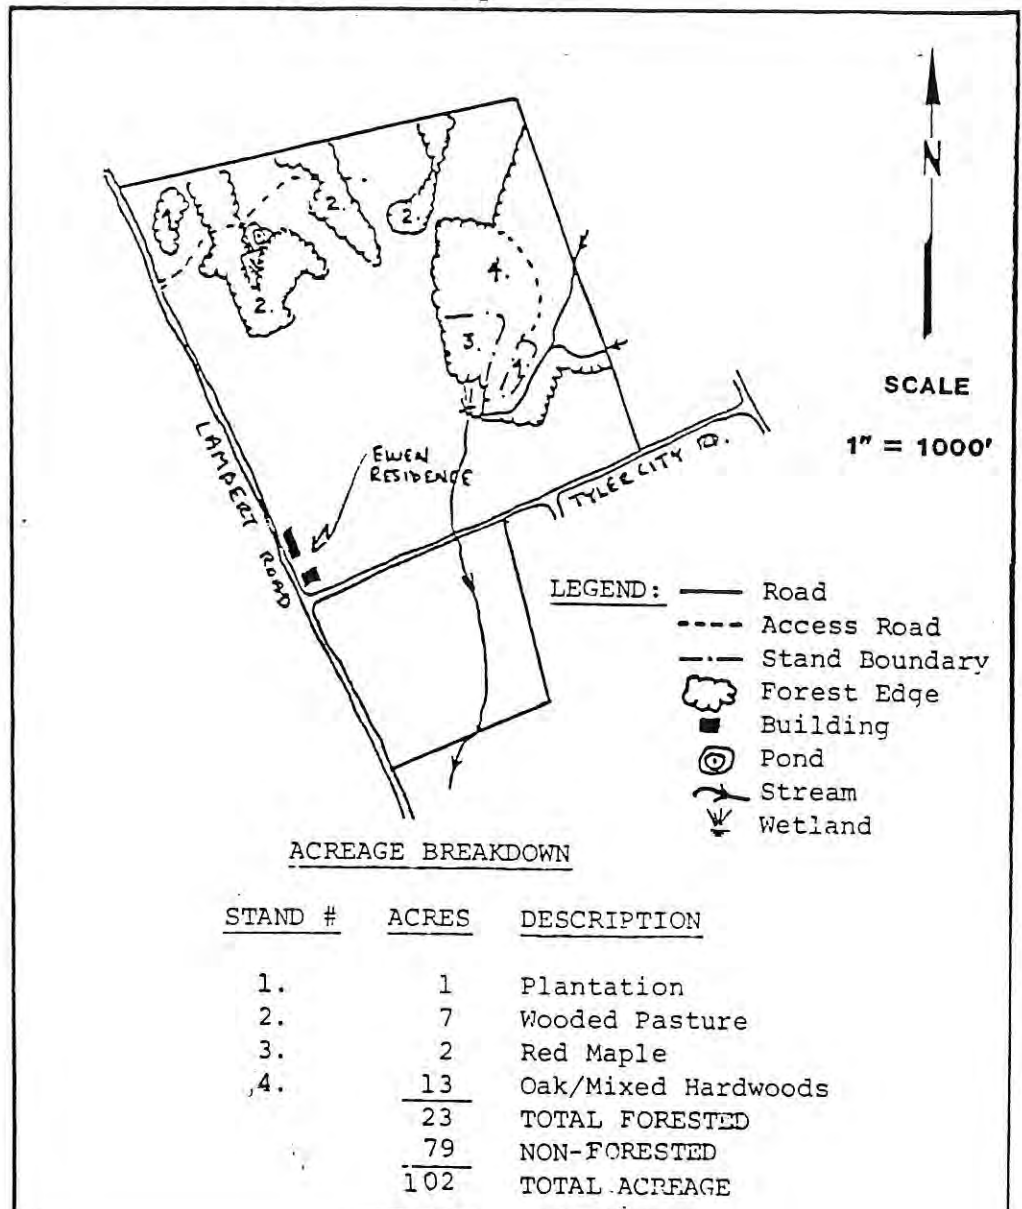 N
SCALE
1" = 1000'
1.
2.
2.
2.
4.
3.
1.
EWEN
RESIDENCE
LAMBERT ROAD
TYLER CITY RD.
LEGEND:
Road
Access Road
Stand Boundary
Forest Edge
Building
Pond
Stream
Wetland
ACREAGE BREAKDOWN
STAND # ACRES DESCRIPTION
1. 1 Plantation
2. 7 Wooded Pasture
3. 2 Red Maple
4. 13 Oak/Mixed Hardwoods
23 TOTAL FORESTED
79 NON-FORESTED
102 TOTAL ACREAGE